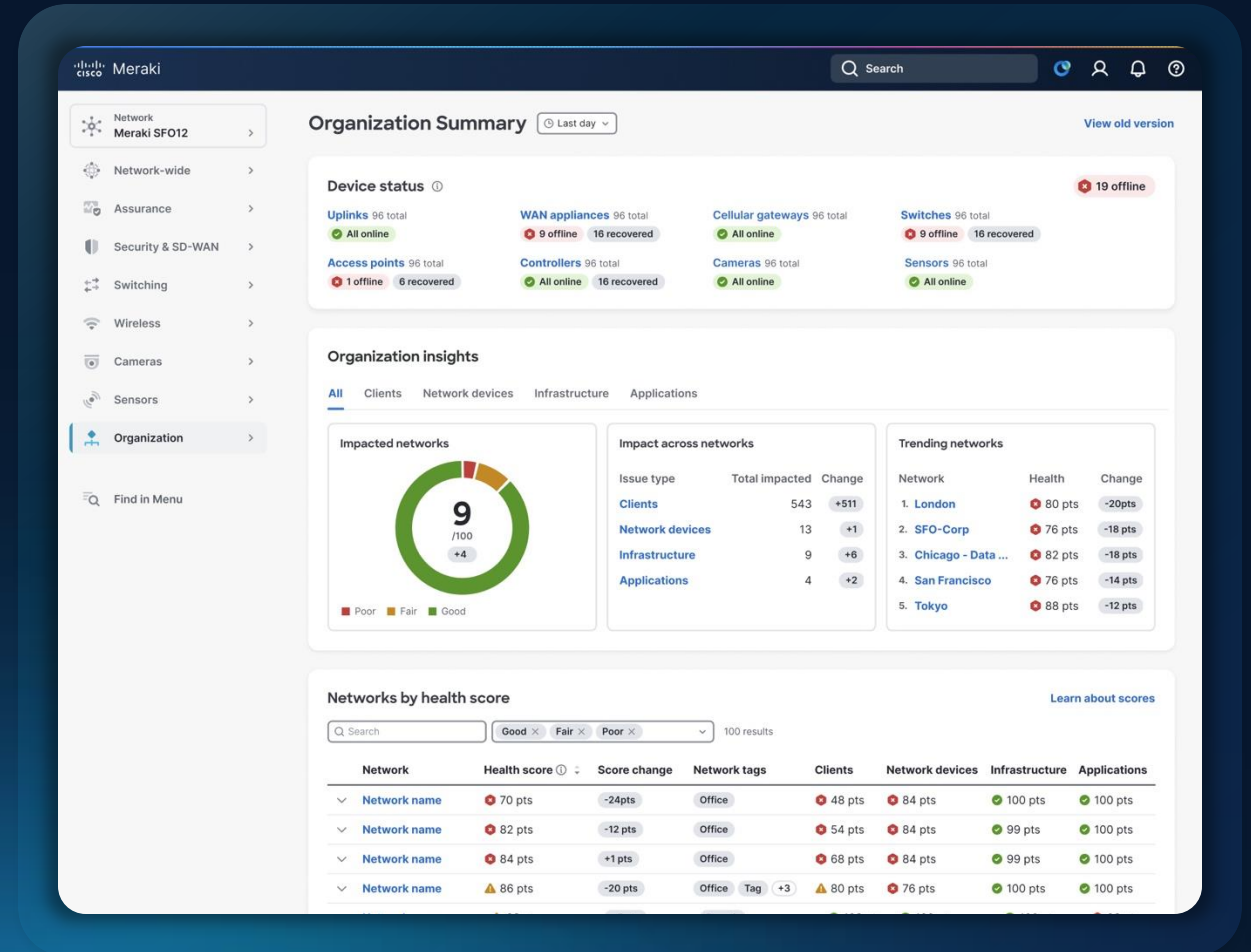 CISCO Meraki
Search
Network
Meraki SFO12
Network-wide
Assurance
Security & SD-WAN
Switching
Wireless
Cameras
Sensors
Organization
Find in Menu
Organization Summary Last day
View old version
Device status
19 offline
Uplinks 96 total
All online
WAN appliances 96 total
9 offline 16 recovered
Cellular gateways 96 total
All online
Switches 96 total
9 offline 16 recovered
Access points 96 total
1 offline 6 recovered
Controllers 96 total
All online 16 recovered
Cameras 96 total
All online
Sensors 96 total
All online
Organization insights
All Clients Network devices Infrastructure Applications
Impacted networks
9
/100
+4
Poor Fair Good
Impact across networks
Issue type Total impacted Change
Clients 543 +511
Network devices 13 +1
Infrastructure 9 +6
Applications 4 +2
Trending networks
Network Health Change
1. London 80 pts -20pts
2. SFO-Corp 76 pts -18 pts
3. Chicago - Data ... 82 pts -18 pts
4. San Francisco 76 pts -14 pts
5. Tokyo 88 pts -12 pts
Networks by health score
Learn about scores
Search
Good Fair Poor
100 results
Network Health score Score change Network tags Clients Network devices Infrastructure Applications
Network name 70 pts -24pts Office 48 pts 84 pts 100 pts 100 pts
Network name 82 pts -12 pts Office 54 pts 84 pts 99 pts 100 pts
Network name 84 pts +1 pts Office 68 pts 84 pts 99 pts 100 pts
Network name 86 pts -20 pts Office Tag +3 80 pts 76 pts 100 pts 100 pts